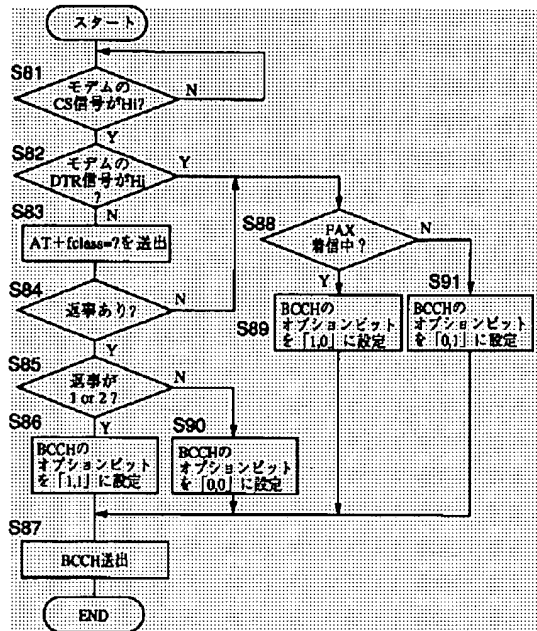 スタート
S81
モデムの
CS信号がHi?
N
Y
S82
モデムの
DTR信号がHi
?
Y
N
S83
AT+fclass=?を送出
S84
返事あり?
N
Y
S85
返事が
1 or 2?
N
Y
S86
BCCHの
オプションビット
を「1,1」に設定
S90
BCCHの
オプションビット
を「0,0」に設定
S88
FAX
着信中?
N
Y
S89
BCCHの
オプションビット
を「1,0」に設定
S91
BCCHの
オプションビット
を「0,1」に設定
S87
BCCH送出
END